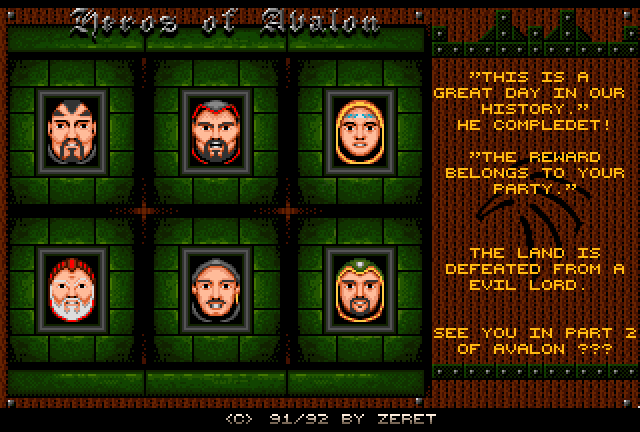 Heros of Avalon
"THIS IS A
GREAT DAY IN OUR
HISTORY."
HE COMPLEDET!
"THE REWARD
BELONGS TO YOUR
PARTY."
THE LAND IS
DEFEATED FROM A
EVIL LORD.
SEE YOU IN PART 2
OF AVALON ???
<C> 91/92 BY ZERET